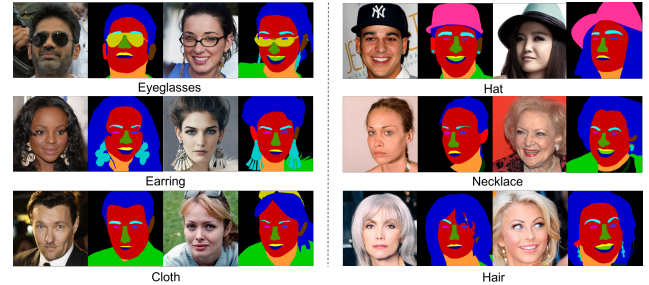 Eyeglasses
Hat
Earring
Necklace
Cloth
Hair